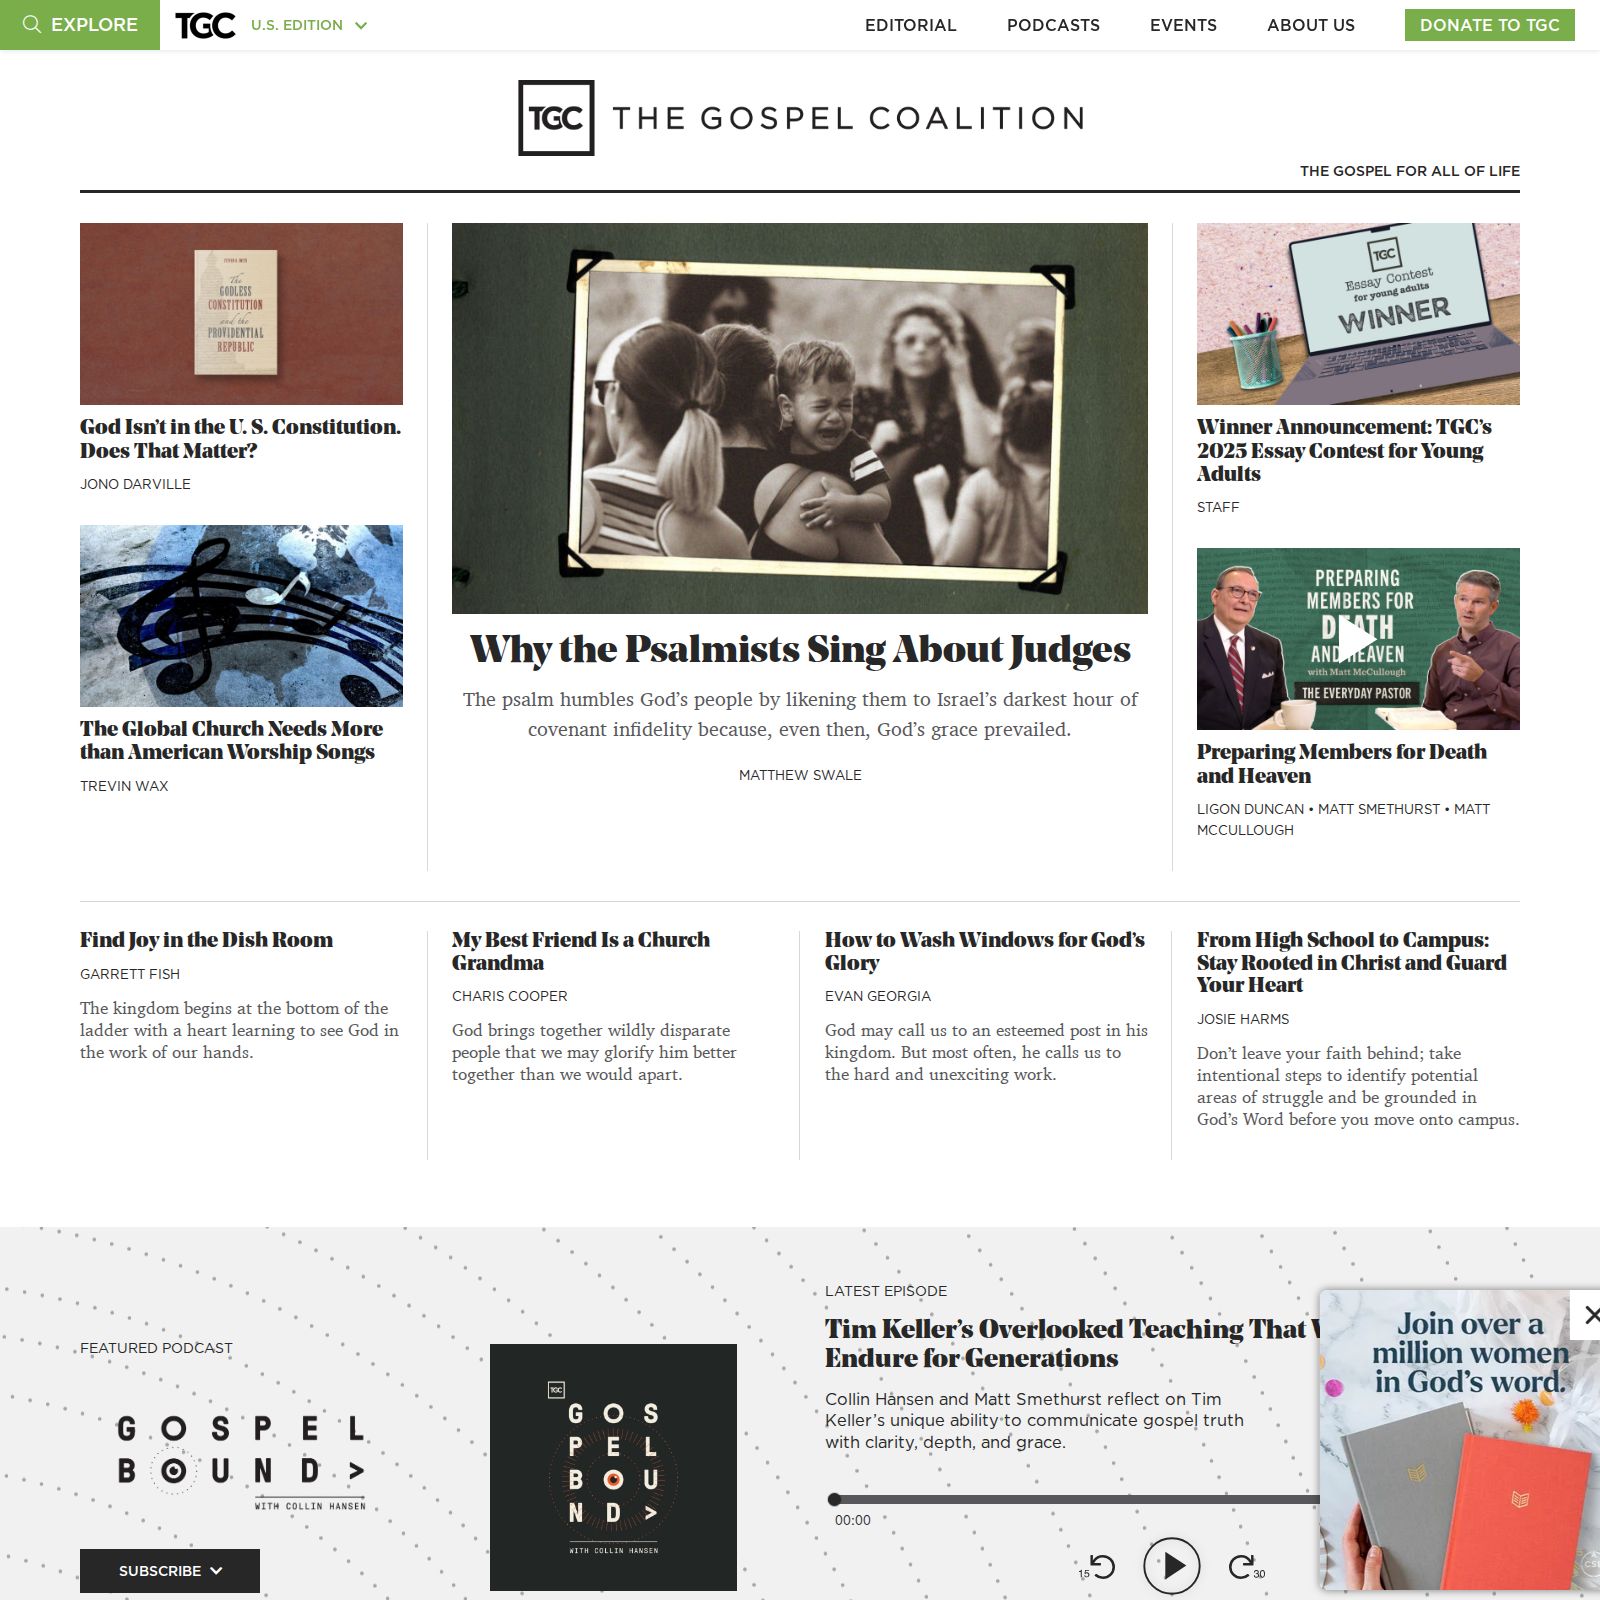 EXPLORE
TGC
U.S. EDITION
EDITORIAL
PODCASTS
EVENTS
ABOUT US
DONATE TO TGC
TGC
THE GOSPEL COALITION
THE GOSPEL FOR ALL OF LIFE
The
GODLESS
CONSTITUTION
and the
PROVIDENTIAL
REPUBLIC
God Isn’t in the U. S. Constitution.
Does That Matter?
JONO DARVILLE
The Global Church Needs More
than American Worship Songs
TREVIN WAX
Why the Psalmists Sing About Judges
The psalm humbles God’s people by likening them to Israel’s darkest hour of
covenant infidelity because, even then, God’s grace prevailed.
MATTHEW SWALE
TGC
Essay Contest
for young adults
WINNER
Winner Announcement: TGC’s
2025 Essay Contest for Young
Adults
STAFF
PREPARING
MEMBERS FOR
DEATH
AND HEAVEN
with Matt McCullough
THE EVERYDAY PASTOR
Preparing Members for Death
and Heaven
LIGON DUNCAN • MATT SMETHURST • MATT
MCCULLOUGH
Find Joy in the Dish Room
GARRETT FISH
The kingdom begins at the bottom of the
ladder with a heart learning to see God in
the work of our hands.
My Best Friend Is a Church
Grandma
CHARIS COOPER
God brings together wildly disparate
people that we may glorify him better
together than we would apart.
How to Wash Windows for God’s
Glory
EVAN GEORGIA
God may call us to an esteemed post in his
kingdom. But most often, he calls us to
the hard and unexciting work.
From High School to Campus:
Stay Rooted in Christ and Guard
Your Heart
JOSIE HARMS
Don’t leave your faith behind; take
intentional steps to identify potential
areas of struggle and be grounded in
God’s Word before you move onto campus.
FEATURED PODCAST
GOSPEL
BOUND >
WITH COLLIN HANSEN
SUBSCRIBE
TGC
GOS
PEL
BOU
ND>
WITH COLLIN HANSEN
LATEST EPISODE
Tim Keller’s Overlooked Teaching That
Endure for Generations
Collin Hansen and Matt Smethurst reflect on Tim
Keller’s unique ability to communicate gospel truth
with clarity, depth, and grace.
00:00
15
30
Join over a
million women
in God’s word.